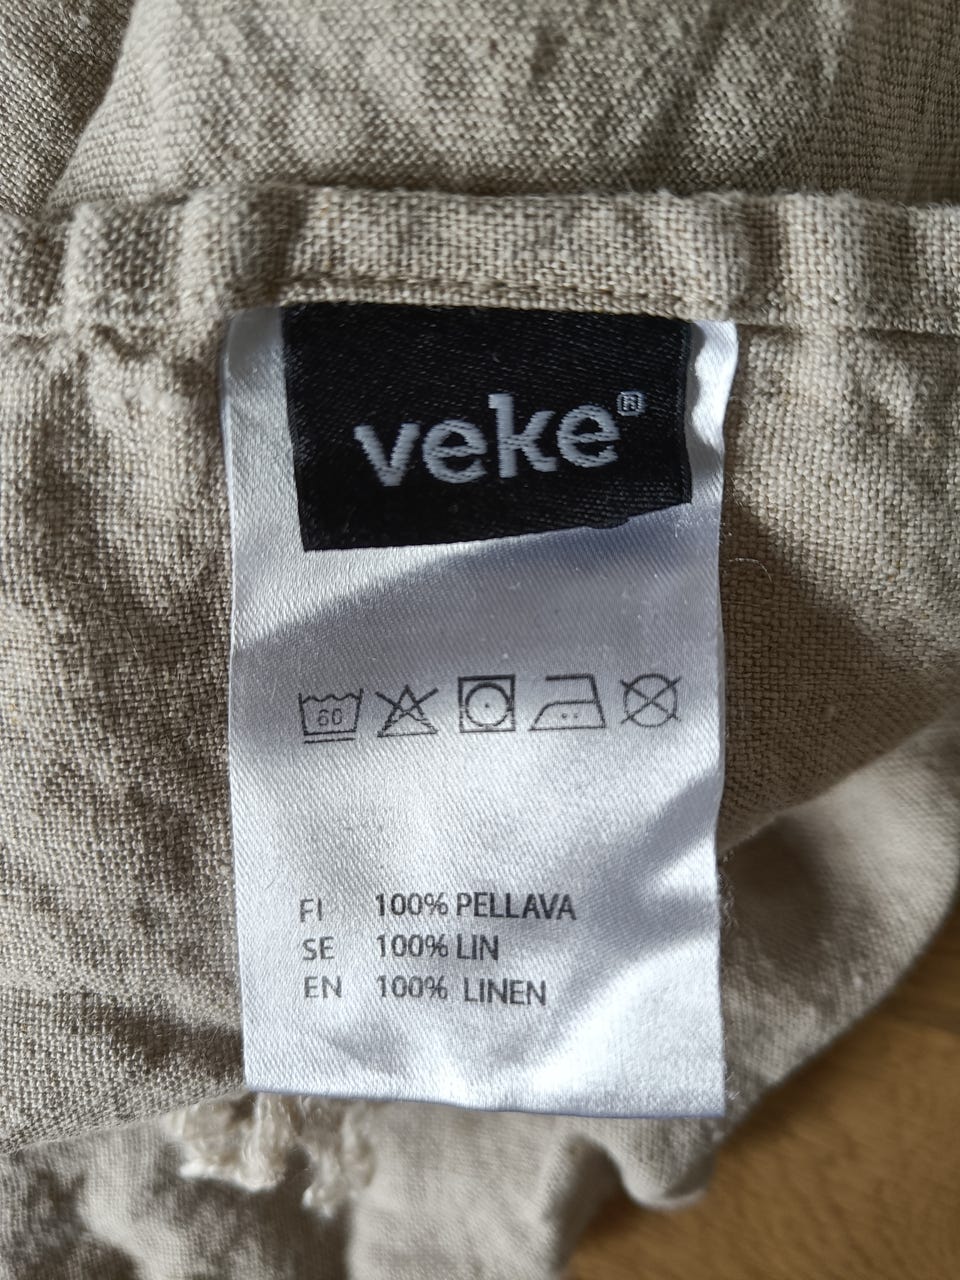 veke®
60
FI 100% PELLAVA
SE 100% LIN
EN 100% LINEN